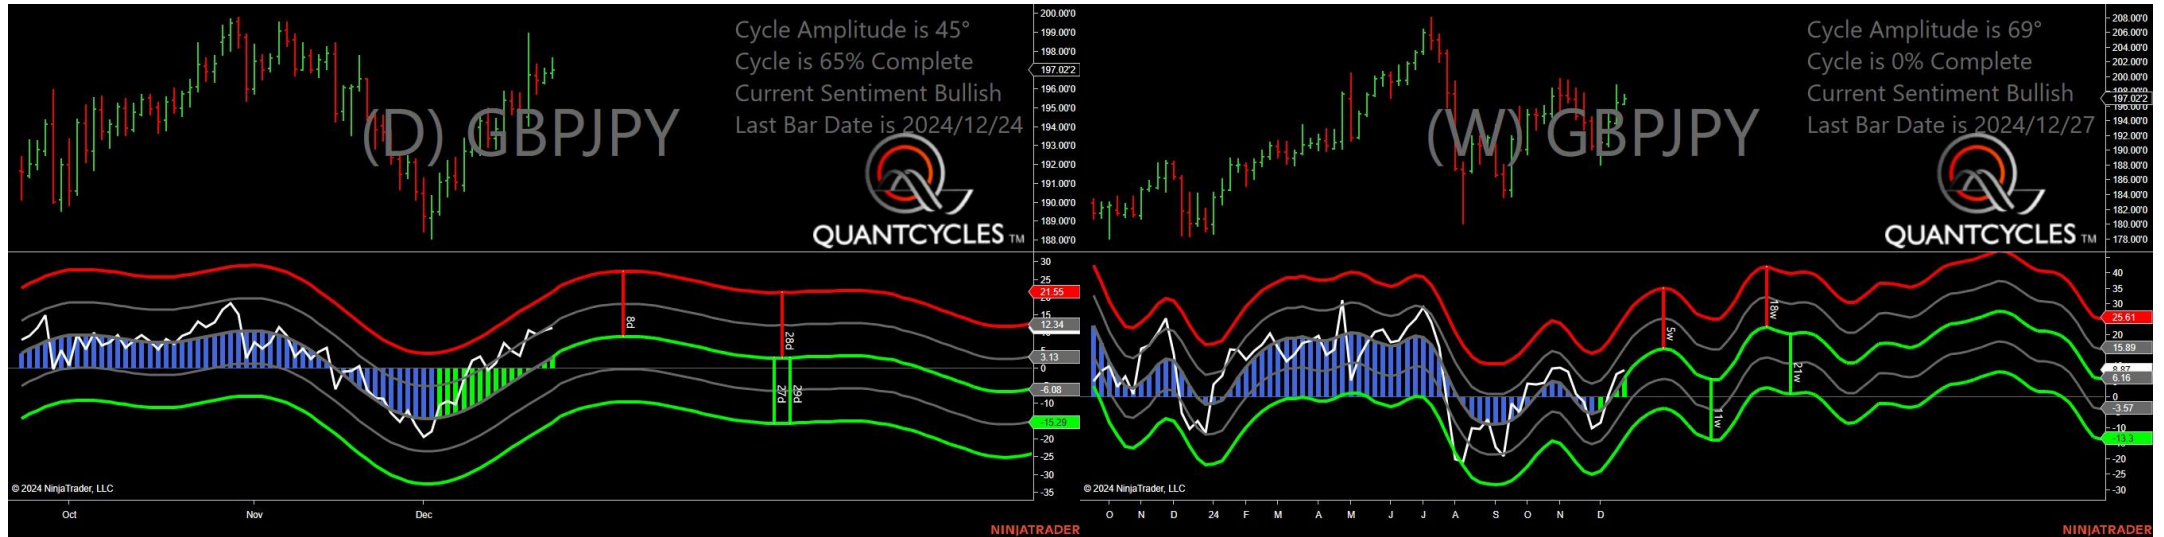 Cycle Amplitude is 45°
Cycle is 65% Complete
Current Sentiment Bullish
Last Bar Date is 2024/12/24
(D) GBPJPY
QUANTCYCLES TM
200.00'0
199.00'0
198.00'0
197.02'2
196.00'0
195.00'0
194.00'0
193.00'0
192.00'0
191.00'0
190.00'0
189.00'0
188.00'0
30
25
21.55
15
12.34
5
3.13
0
-6.08
-10
-15.29
-20
-25
-30
-35
8d
28d
27d
29d
© 2024 NinjaTrader, LLC
Oct
Nov
Dec
NINJATRADER
Cycle Amplitude is 69°
Cycle is 0% Complete
Current Sentiment Bullish
Last Bar Date is 2024/12/27
(W) GBPJPY
QUANTCYCLES TM
208.00'0
206.00'0
204.00'0
202.00'0
200.00'0
197.02'2
196.00'0
194.00'0
192.00'0
190.00'0
188.00'0
186.00'0
184.00'0
182.00'0
180.00'0
178.00'0
40
35
30
25.61
20
15.89
8.87
6.16
0
-3.57
-10
-13.3
-20
-25
-30
5w
18w
11w
21w
© 2024 NinjaTrader, LLC
O
N
D
24
F
M
A
M
J
J
A
S
O
N
D
NINJATRADER